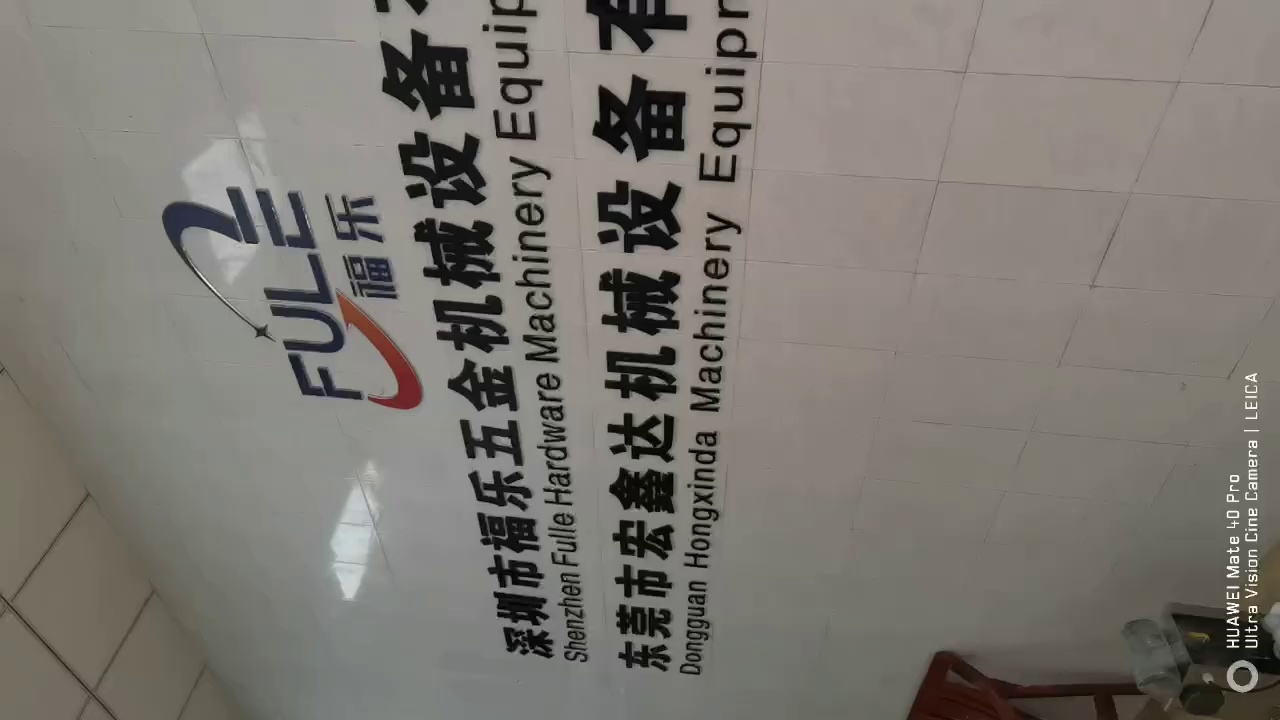 FULLE
福乐
深圳市福乐五金机械设备
Shenzhen Fulle Hardware Machinery Equip
东莞市宏鑫达机械设备有
Dongguan Hongxinda Machinery Equipm
HUAWEI Mate 40 Pro
Ultra Vision Cine Camera | LEICA